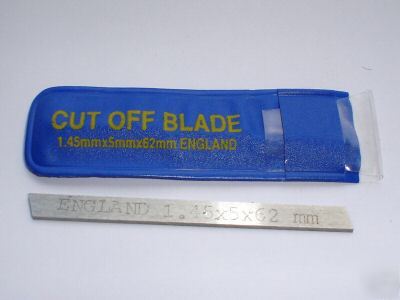 CUT OFF BLADE
1.45mmx5mmx62mm ENGLAND
ENGLAND 1.45x5x62 mm